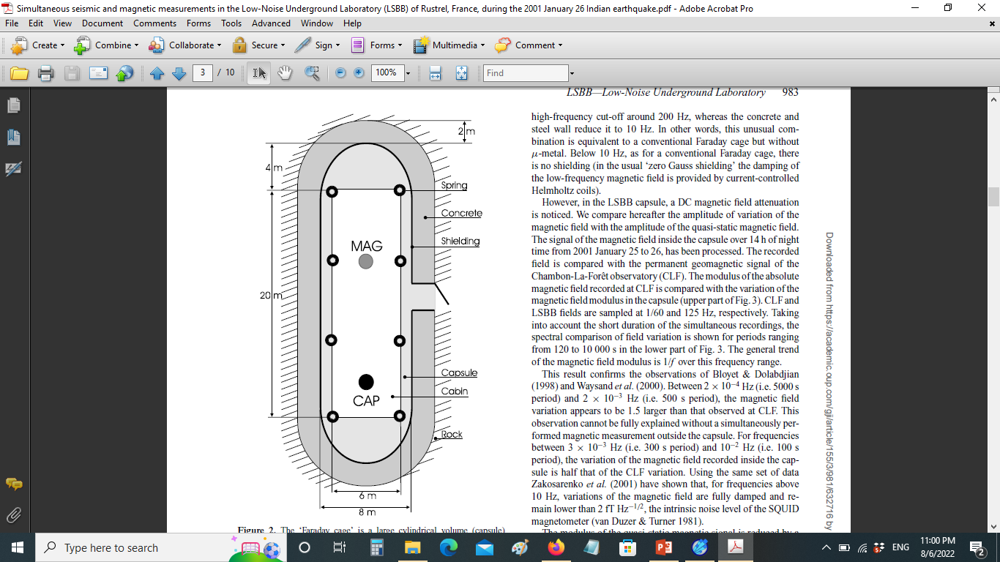 Simultaneous seismic and magnetic measurements in the Low-Noise Underground Laboratory (LSBB) of Rustrel, France, during the 2001 January 26 Indian earthquake.pdf - Adobe Acrobat Pro
File Edit View Document Comments Forms Tools Advanced Window Help
Create Combine Collaborate Secure Sign Forms Multimedia Comment
3 / 10 100% Find
LSBB—Low-Noise Underground Laboratory 983
2 m
4 m
Spring
Concrete
MAG
Shielding
20 m
Capsule
CAP
Cabin
Rock
6 m
8 m
Figure 2. The 'Faraday cage' is a large cylindrical volume (capsule)
high-frequency cut-off around 200 Hz, whereas the concrete and
steel wall reduce it to 10 Hz. In other words, this unusual com-
bination is equivalent to a conventional Faraday cage but without
μ-metal. Below 10 Hz, as for a conventional Faraday cage, there
is no shielding (in the usual 'zero Gauss shielding' the damping of
the low-frequency magnetic field is provided by current-controlled
Helmholtz coils).
However, in the LSBB capsule, a DC magnetic field attenuation
is noticed. We compare hereafter the amplitude of variation of the
magnetic field with the amplitude of the quasi-static magnetic field.
The signal of the magnetic field inside the capsule over 14 h of night
time from 2001 January 25 to 26, has been processed. The recorded
field is compared with the permanent geomagnetic signal of the
Chambon-La-Forêt observatory (CLF). The modulus of the absolute
magnetic field recorded at CLF is compared with the variation of the
magnetic field modulus in the capsule (upper part of Fig. 3). CLF and
LSBB fields are sampled at 1/60 and 125 Hz, respectively. Taking
into account the short duration of the simultaneous recordings, the
spectral comparison of field variation is shown for periods ranging
from 120 to 10 000 s in the lower part of Fig. 3. The general trend
of the magnetic field modulus is 1/f over this frequency range.
This result confirms the observations of Bloyet & Dolabdjian
(1998) and Waysand et al. (2000). Between 2 × 10⁻⁴ Hz (i.e. 5000 s
period) and 2 × 10⁻³ Hz (i.e. 500 s period), the magnetic field
variation appears to be 1.5 larger than that observed at CLF. This
observation cannot be fully explained without a simultaneously per-
formed magnetic measurement outside the capsule. For frequencies
between 3 × 10⁻³ Hz (i.e. 300 s period) and 10⁻² Hz (i.e. 100 s
period), the variation of the magnetic field recorded inside the cap-
sule is half that of the CLF variation. Using the same set of data
Zakosarenko et al. (2001) have shown that, for frequencies above
10 Hz, variations of the magnetic field are fully damped and re-
main lower than 2 fT Hz⁻¹/², the intrinsic noise level of the SQUID
magnetometer (van Duzer & Turner 1981).
The modulus of the quasi-static magnetic signal is reduced by a
Downloaded from https://academic.oup.com/gji/article/155/3/981/632716 by
Type here to search
ENG
11:00 PM
8/6/2022
2